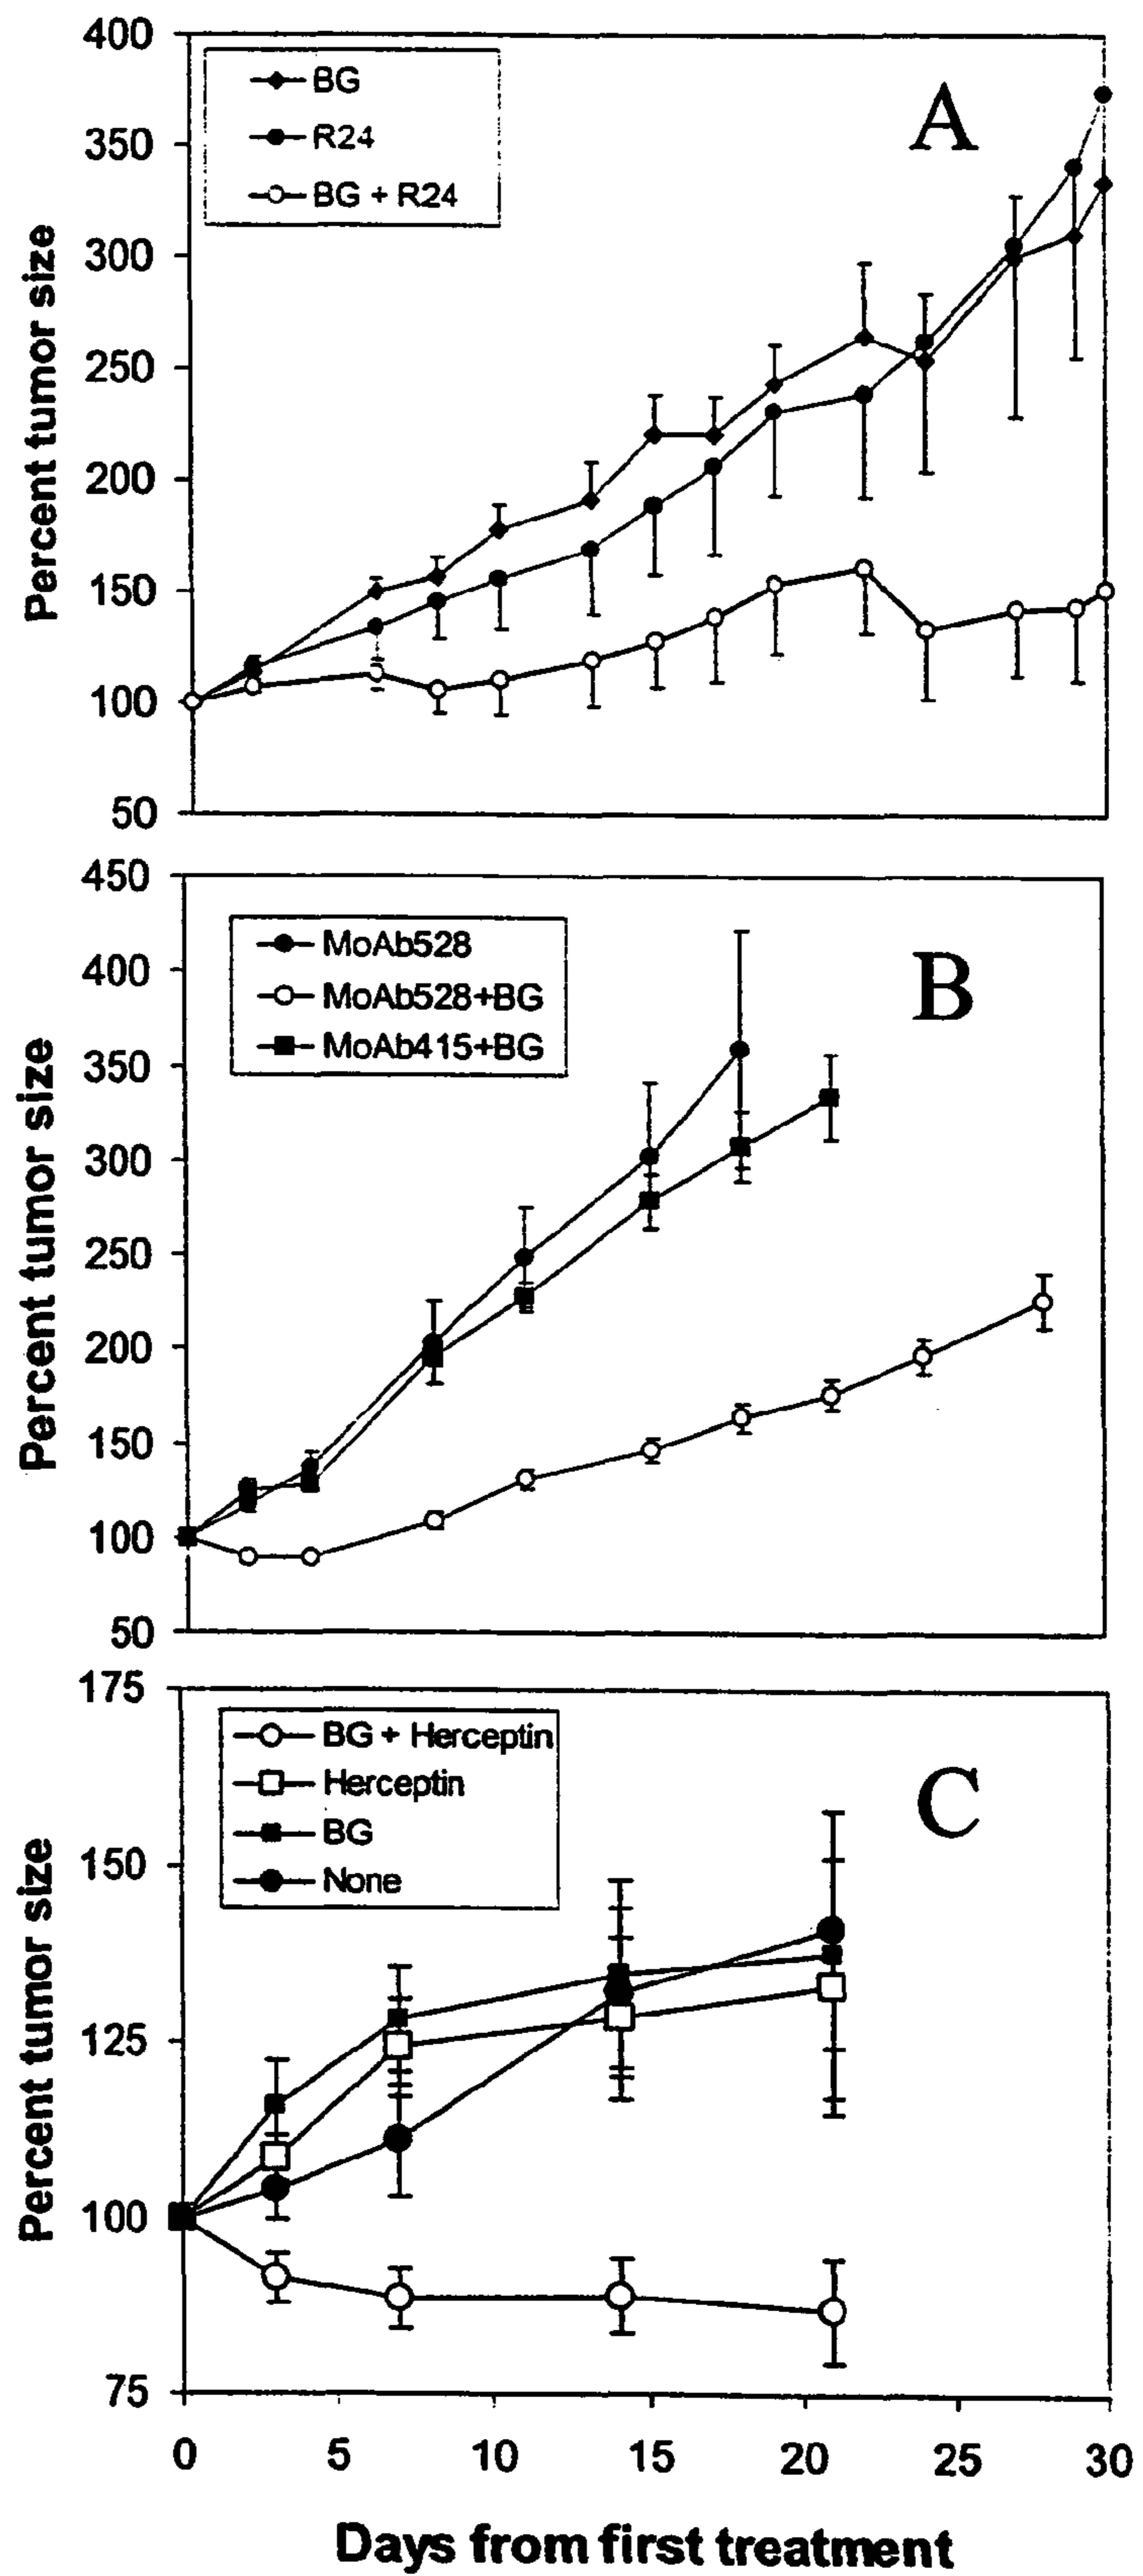 400
BG
R24
BG + R24
A
350
300
250
200
150
100
50
Percent tumor size
450
MoAb528
MoAb528+BG
MoAb415+BG
B
400
350
300
250
200
150
100
50
Percent tumor size
175
BG + Herceptin
Herceptin
BG
None
C
150
125
100
75
Percent tumor size
0 5 10 15 20 25 30
Days from first treatment